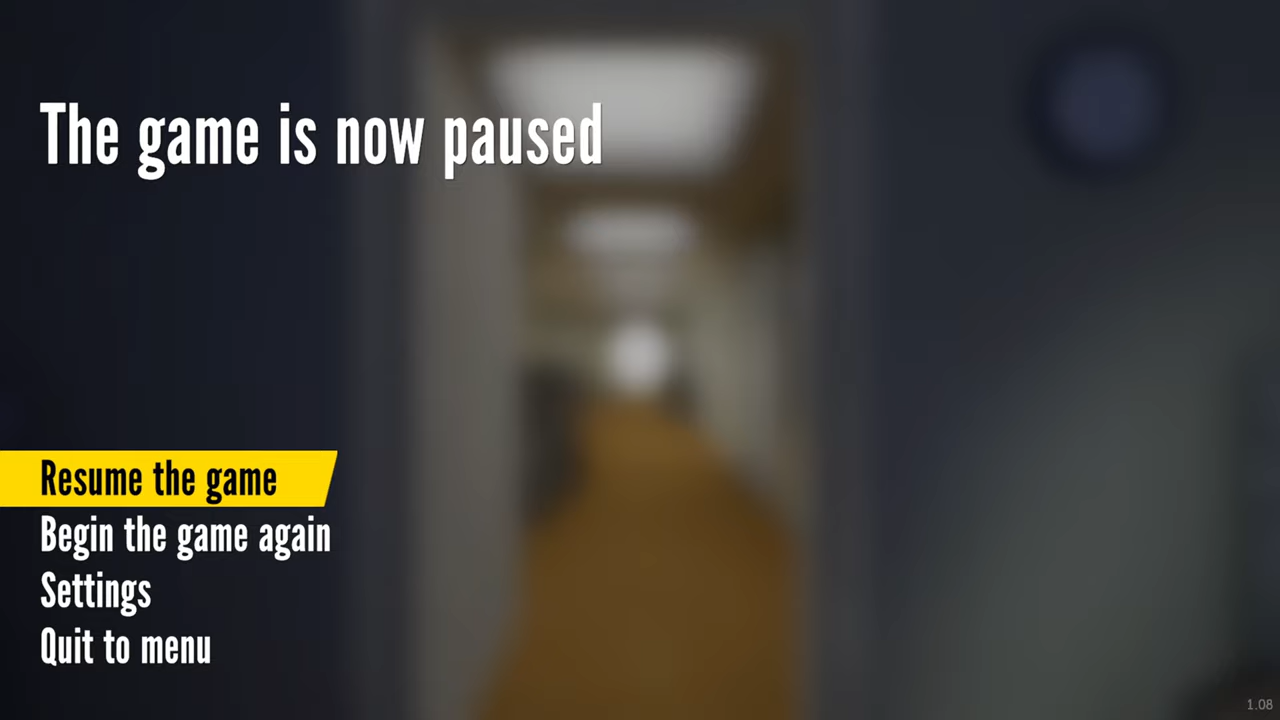 The game is now paused
Resume the game
Begin the game again
Settings
Quit to menu
1.08